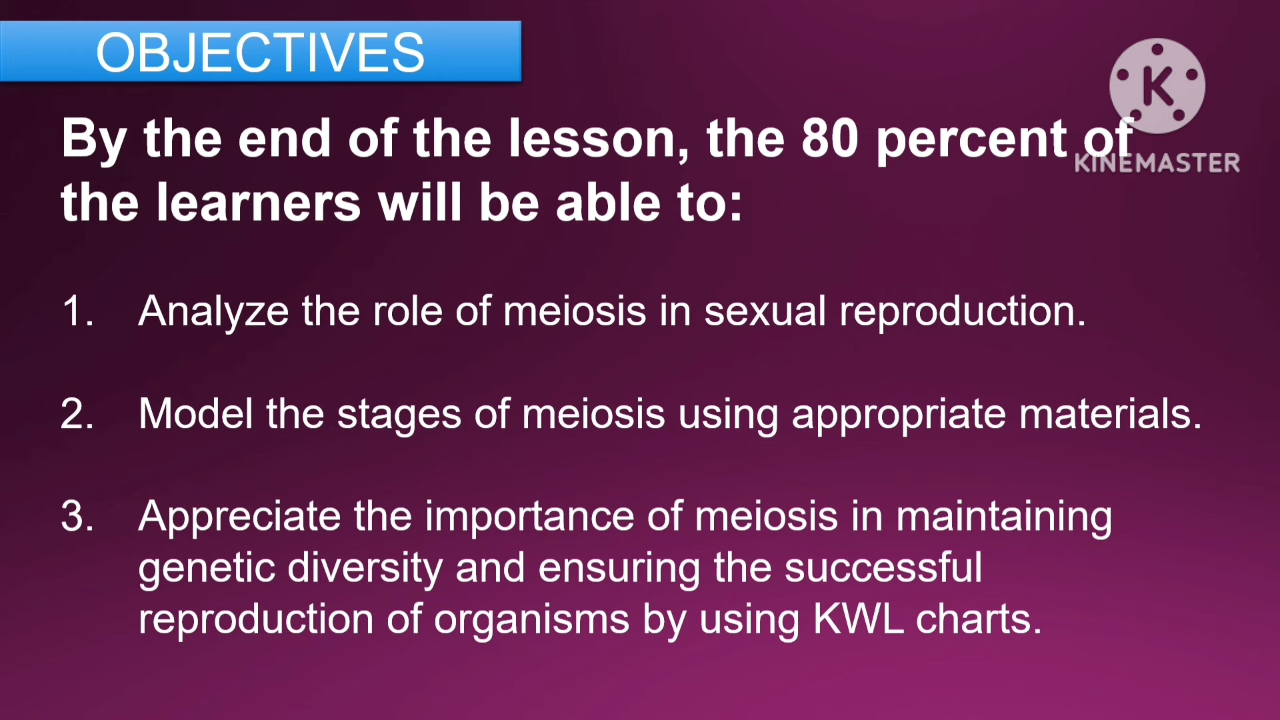 OBJECTIVES
K
KINEMASTER
By the end of the lesson, the 80 percent of
the learners will be able to:
1. Analyze the role of meiosis in sexual reproduction.
2. Model the stages of meiosis using appropriate materials.
3. Appreciate the importance of meiosis in maintaining
genetic diversity and ensuring the successful
reproduction of organisms by using KWL charts.